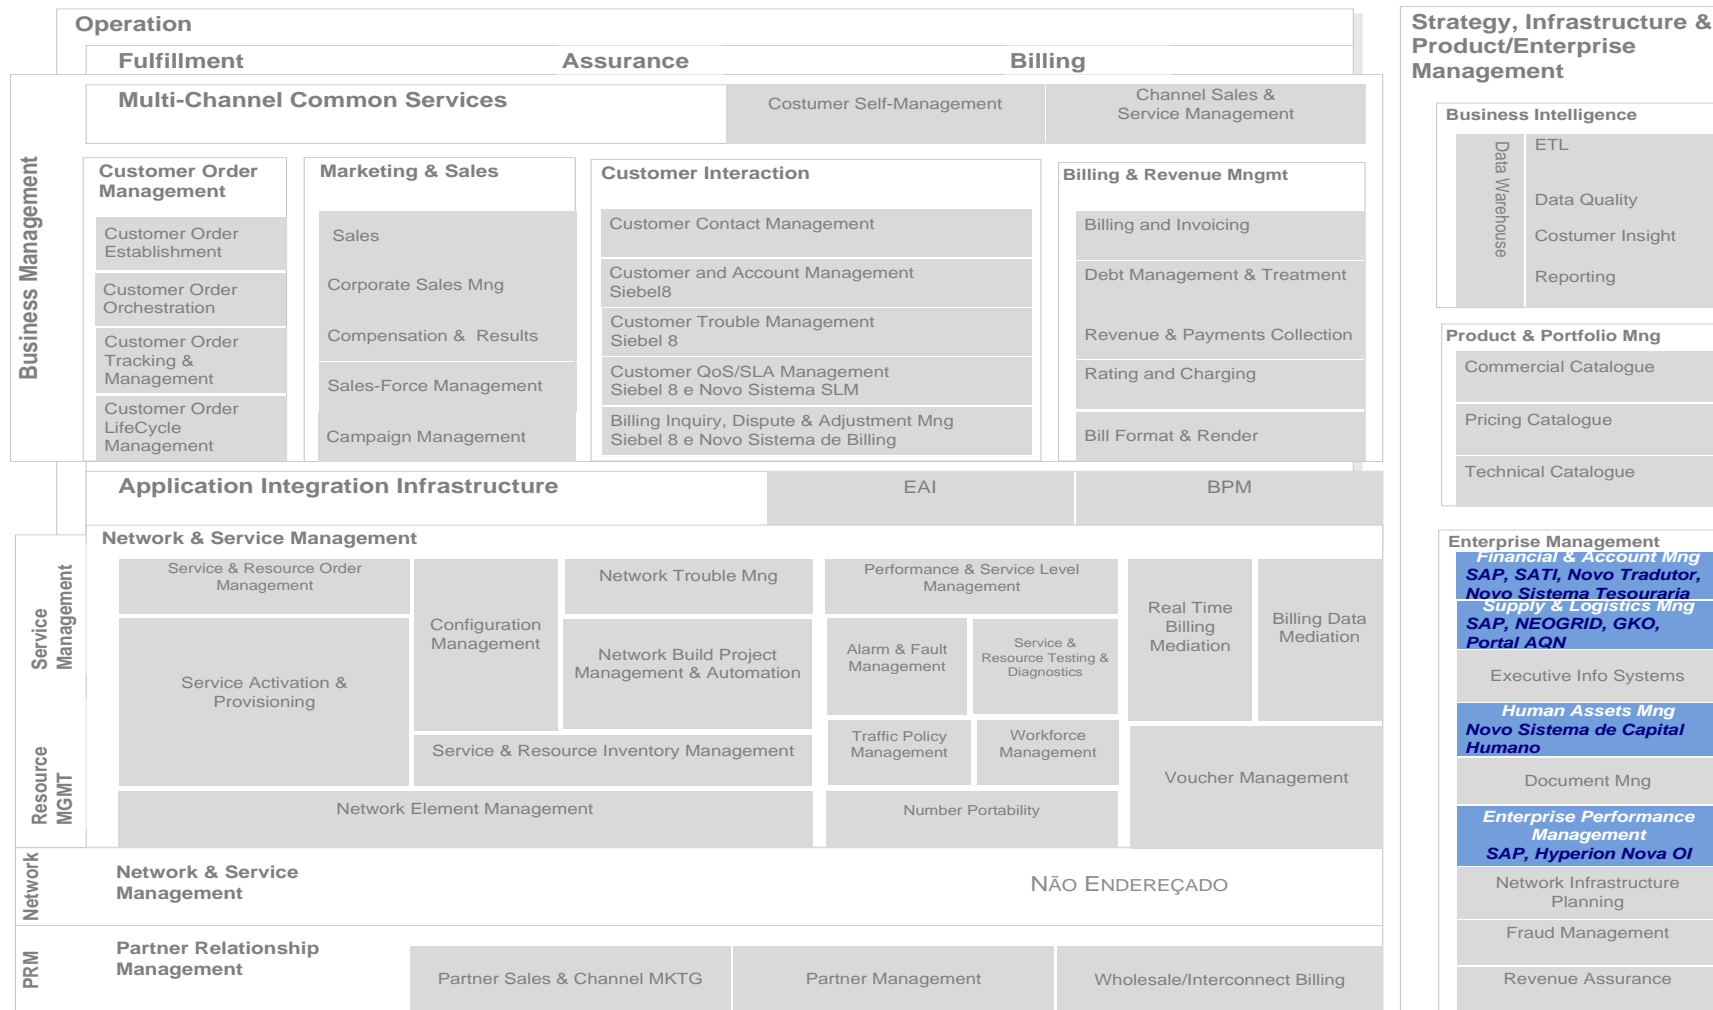 Operation
Fulfillment
Assurance
Billing
Multi-Channel Common Services
Costumer Self-Management
Channel Sales &
Service Management
Business Management
Customer Order
Management
Customer Order
Establishment
Customer Order
Orchestration
Customer Order
Tracking &
Management
Customer Order
LifeCycle
Management
Marketing & Sales
Sales
Corporate Sales Mng
Compensation & Results
Sales-Force Management
Campaign Management
Customer Interaction
Customer Contact Management
Customer and Account Management
Siebel8
Customer Trouble Management
Siebel 8
Customer QoS/SLA Management
Siebel 8 e Novo Sistema SLM
Billing Inquiry, Dispute & Adjustment Mng
Siebel 8 e Novo Sistema de Billing
Billing & Revenue Mngmt
Billing and Invoicing
Debt Management & Treatment
Revenue & Payments Collection
Rating and Charging
Bill Format & Render
Application Integration Infrastructure
EAI
BPM
Network & Service Management
Service
Management
Resource
MGMT
Service & Resource Order
Management
Service Activation &
Provisioning
Configuration
Management
Network Trouble Mng
Network Build Project
Management & Automation
Service & Resource Inventory Management
Network Element Management
Performance & Service Level
Management
Alarm & Fault
Management
Service &
Resource Testing &
Diagnostics
Traffic Policy
Management
Workforce
Management
Number Portability
Real Time
Billing
Mediation
Billing Data
Mediation
Voucher Management
Network
Network & Service
Management
NÃO ENDEREÇADO
PRM
Partner Relationship
Management
Partner Sales & Channel MKTG
Partner Management
Wholesale/Interconnect Billing
Strategy, Infrastructure &
Product/Enterprise
Management
Business Intelligence
Data Warehouse
ETL
Data Quality
Costumer Insight
Reporting
Product & Portfolio Mng
Commercial Catalogue
Pricing Catalogue
Technical Catalogue
Enterprise Management
Financial & Account Mng
SAP, SATI, Novo Tradutor,
Novo Sistema Tesouraria
Supply & Logistics Mng
SAP, NEOGRID, GKO,
Portal AQN
Executive Info Systems
Human Assets Mng
Novo Sistema de Capital
Humano
Document Mng
Enterprise Performance
Management
SAP, Hyperion Nova OI
Network Infrastructure
Planning
Fraud Management
Revenue Assurance